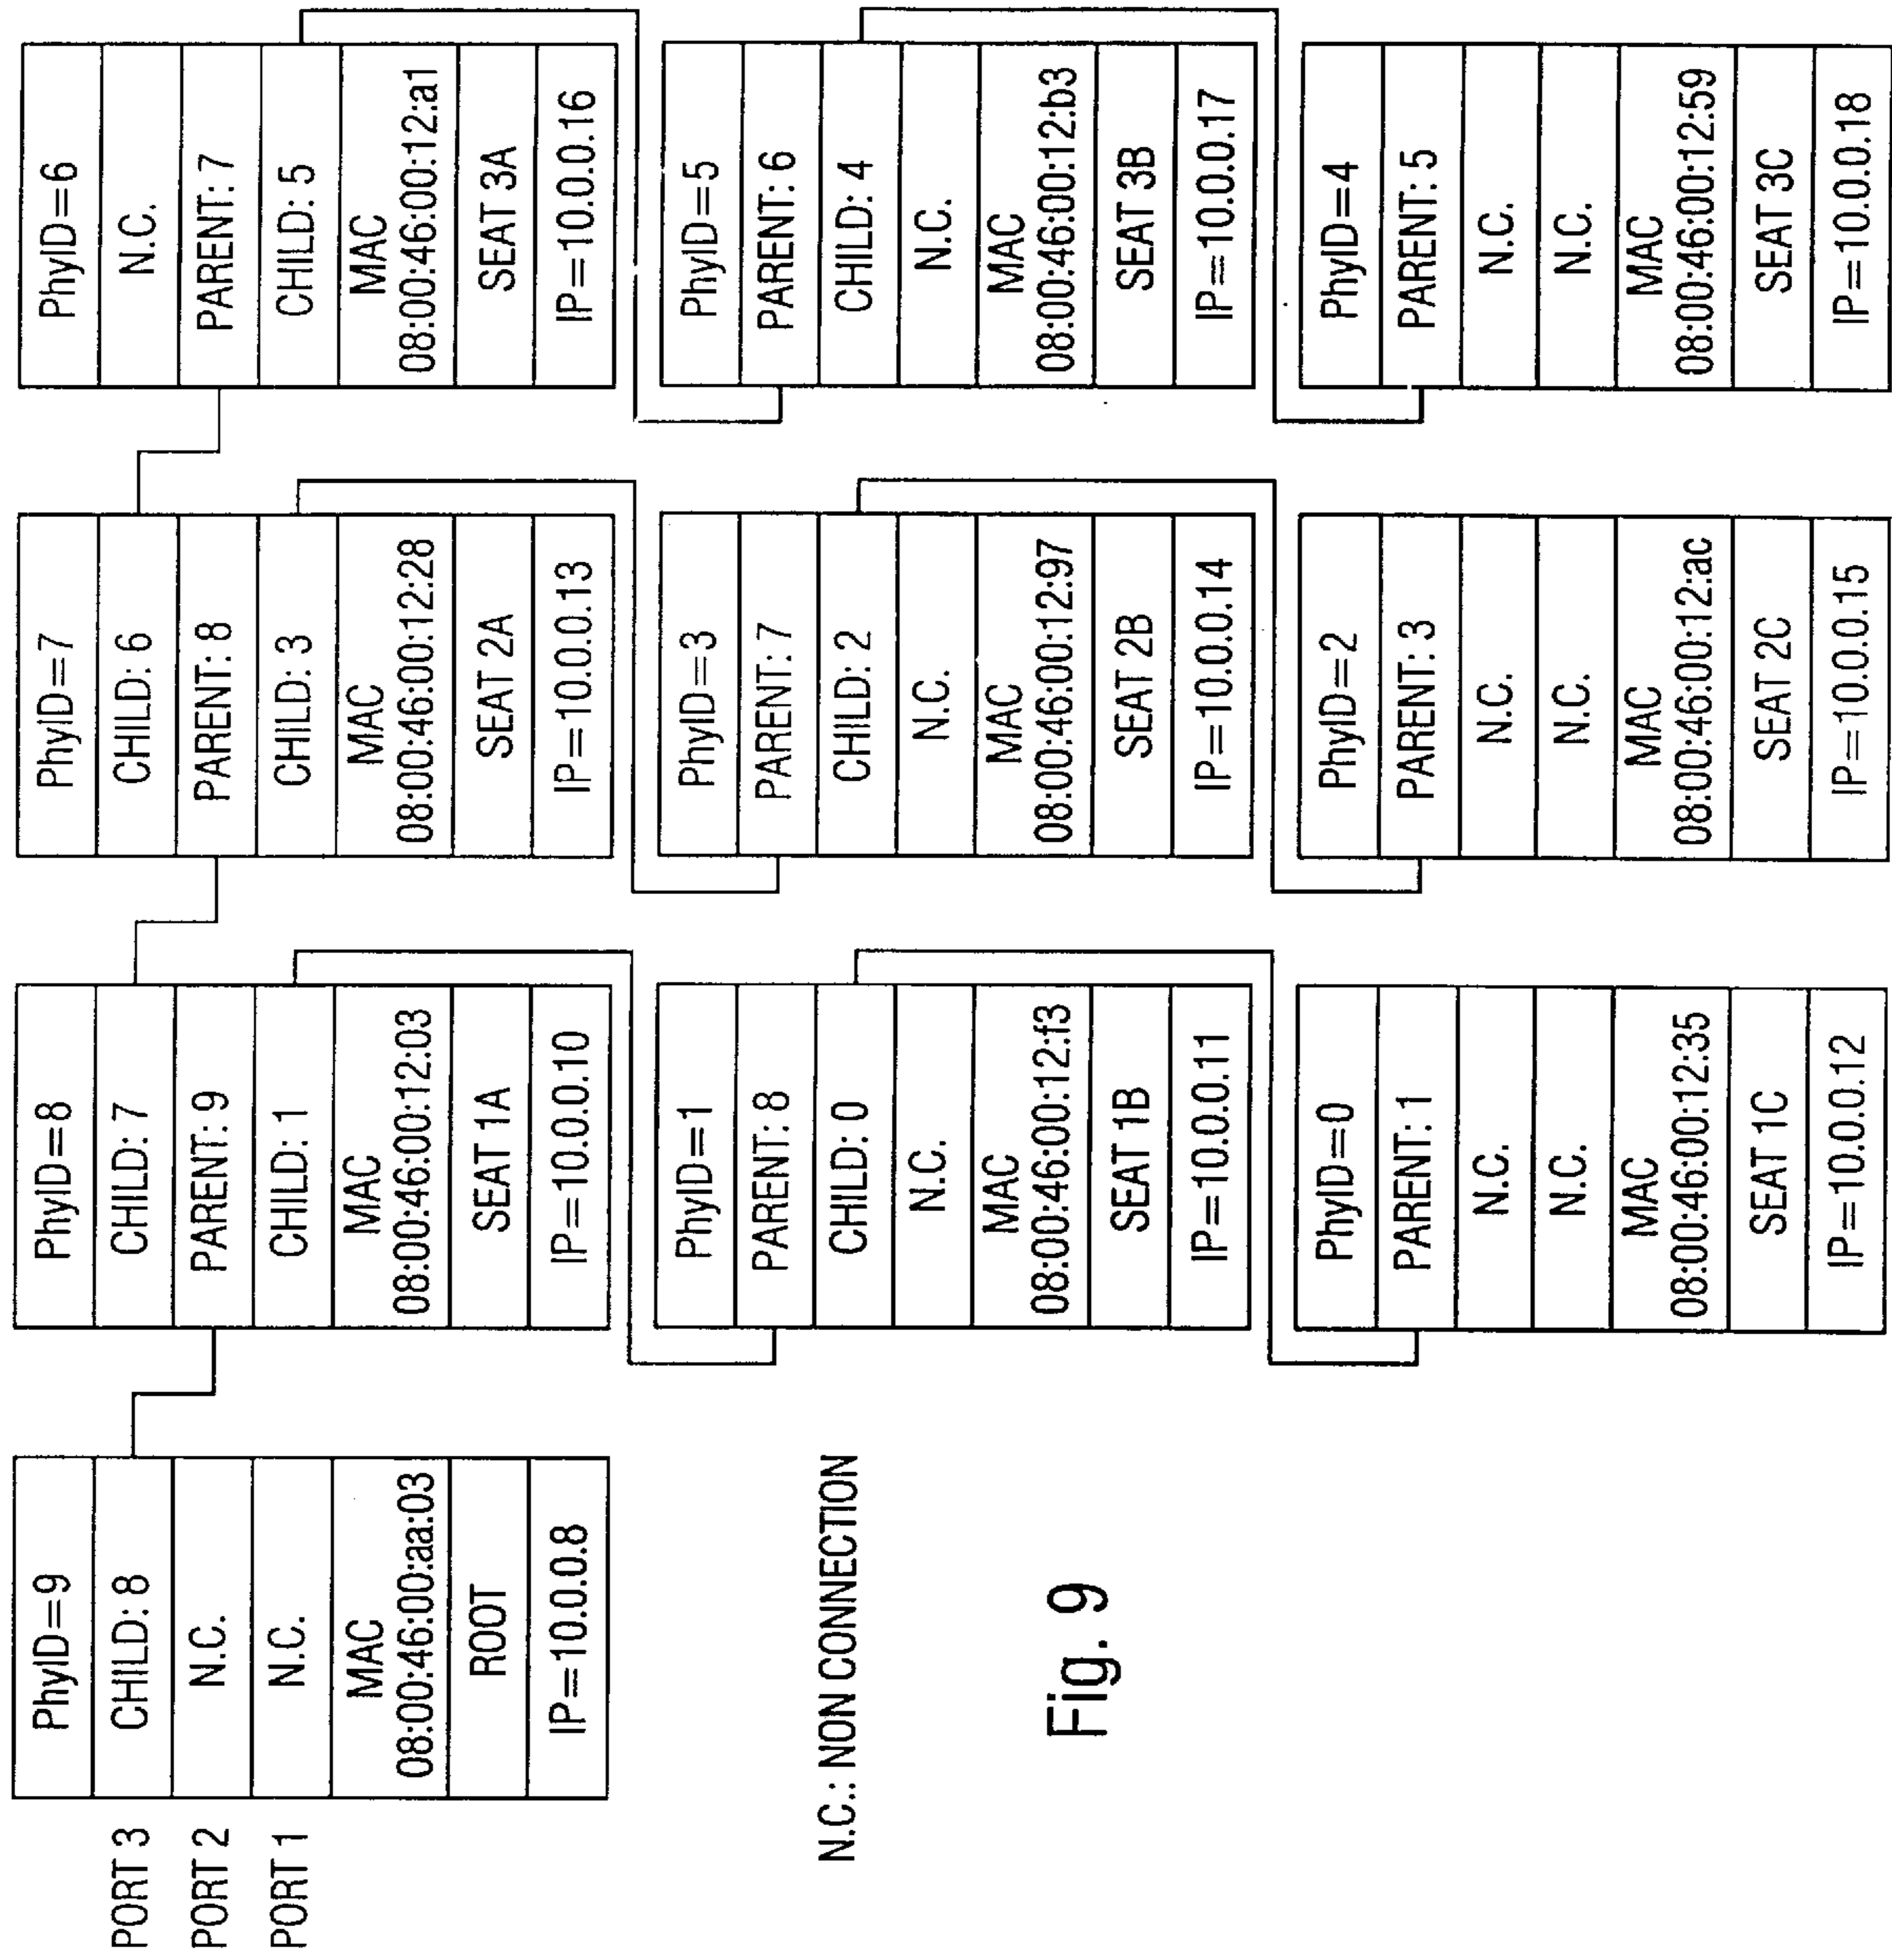 PORT 3
PORT 2
PORT 1
PhyID=9
CHILD: 8
N.C.
N.C.
MAC
08:00:46:00:aa:03
ROOT
IP=10.0.0.8
PhyID=8
CHILD: 7
PARENT: 9
CHILD: 1
MAC
08:00:46:00:12:03
SEAT 1A
IP=10.0.0.10
PhyID=7
CHILD: 6
PARENT: 8
CHILD: 3
MAC
08:00:46:00:12:28
SEAT 2A
IP=10.0.0.13
PhyID=6
N.C.
PARENT: 7
CHILD: 5
MAC
08:00:46:00:12:a1
SEAT 3A
IP=10.0.0.16
PhyID=1
PARENT: 8
CHILD: 0
N.C.
MAC
08:00:46:00:12:f3
SEAT 1B
IP=10.0.0.11
PhyID=3
PARENT: 7
CHILD: 2
N.C.
MAC
08:00:46:00:12:97
SEAT 2B
IP=10.0.0.14
PhyID=5
PARENT: 6
CHILD: 4
N.C.
MAC
08:00:46:00:12:b3
SEAT 3B
IP=10.0.0.17
PhyID=0
PARENT: 1
N.C.
N.C.
MAC
08:00:46:00:12:35
SEAT 1C
IP=10.0.0.12
PhyID=2
PARENT: 3
N.C.
N.C.
MAC
08:00:46:00:12:ac
SEAT 2C
IP=10.0.0.15
PhyID=4
PARENT: 5
N.C.
N.C.
MAC
08:00:46:00:12:59
SEAT 3C
IP=10.0.0.18
N.C.: NON CONNECTION
Fig. 9